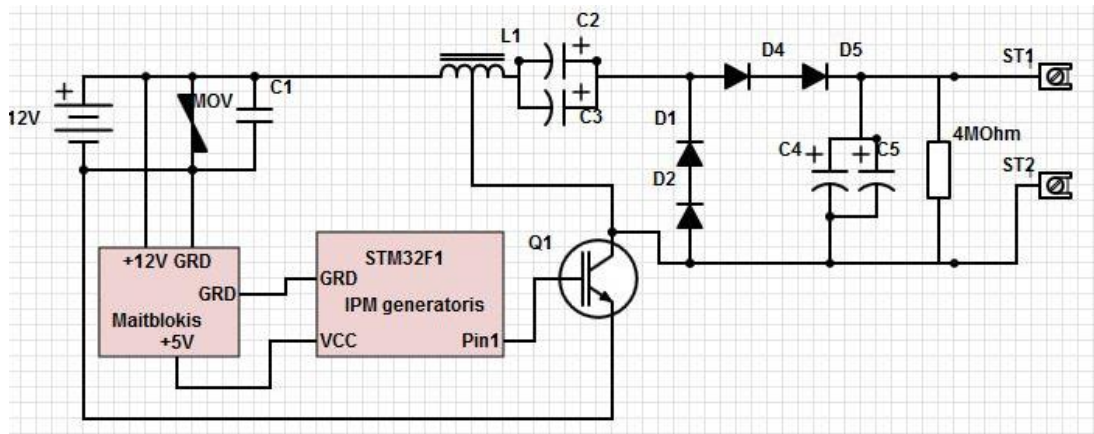 C2
L1
D4 D5
ST1
C1
MOV
12V
C3
D1
4MOhm
C4
C5
ST2
D2
Q1
+12V GRD
STM32F1
GRD
GRD
IPM generatoris
Maitblokis
+5V
VCC
Pin1